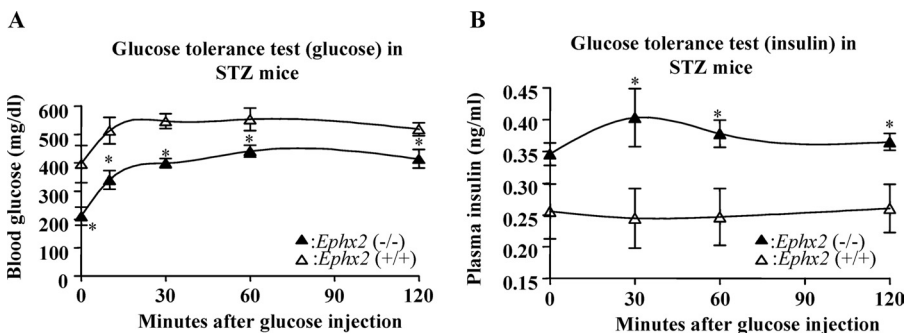 A
Glucose tolerance test (glucose) in
STZ mice
Blood glucose (mg/dl)
600
500
400
300
200
100
0
*
*
*
*
*
▲:Ephx2 (-/-)
△:Ephx2 (+/+)
0 30 60 90 120
Minutes after glucose injection
B
Glucose tolerance test (insulin) in
STZ mice
Plasma insulin (ng/ml)
0.45
0.40
0.35
0.30
0.25
0.20
0.15
*
*
*
▲:Ephx2 (-/-)
△:Ephx2 (+/+)
0 30 60 90 120
Minutes after glucose injection